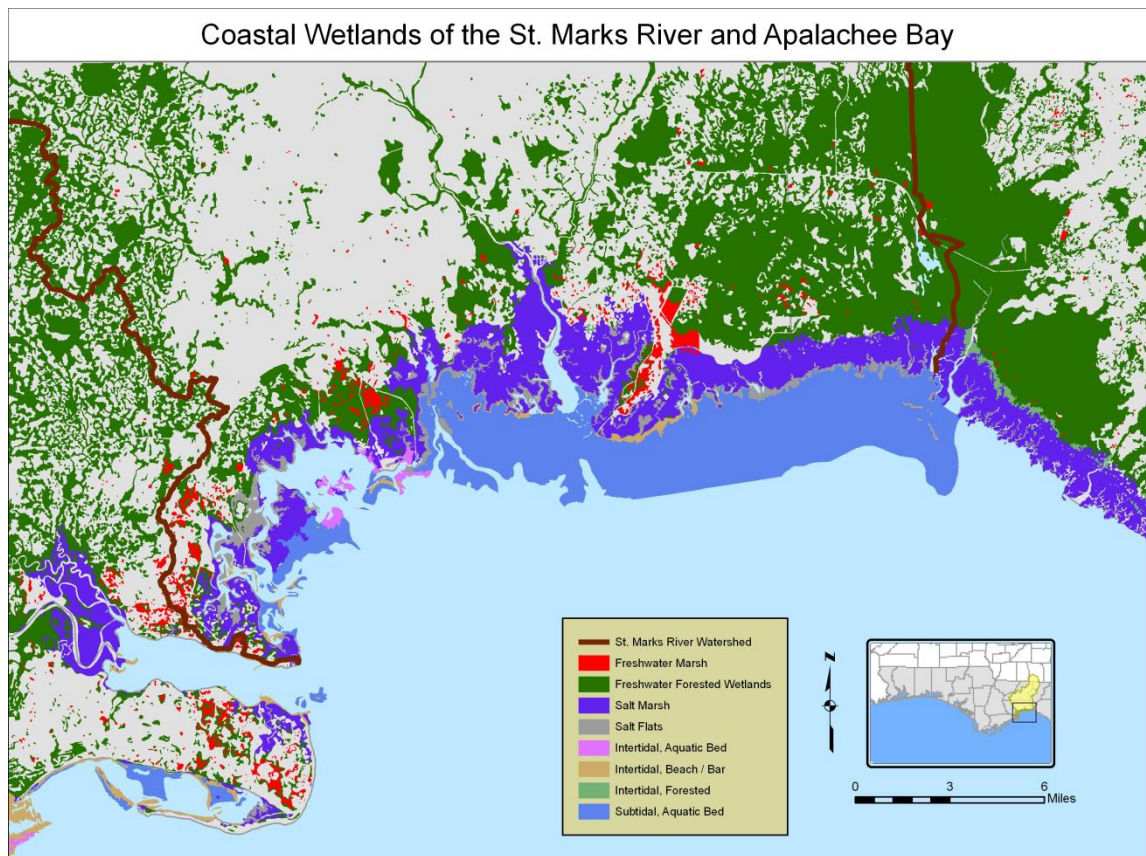 Coastal Wetlands of the St. Marks River and Apalachee Bay
St. Marks River Watershed
Freshwater Marsh
Freshwater Forested Wetlands
Salt Marsh
Salt Flats
Intertidal, Aquatic Bed
Intertidal, Beach / Bar
Intertidal, Forested
Subtidal, Aquatic Bed
N
0 3 6
Miles